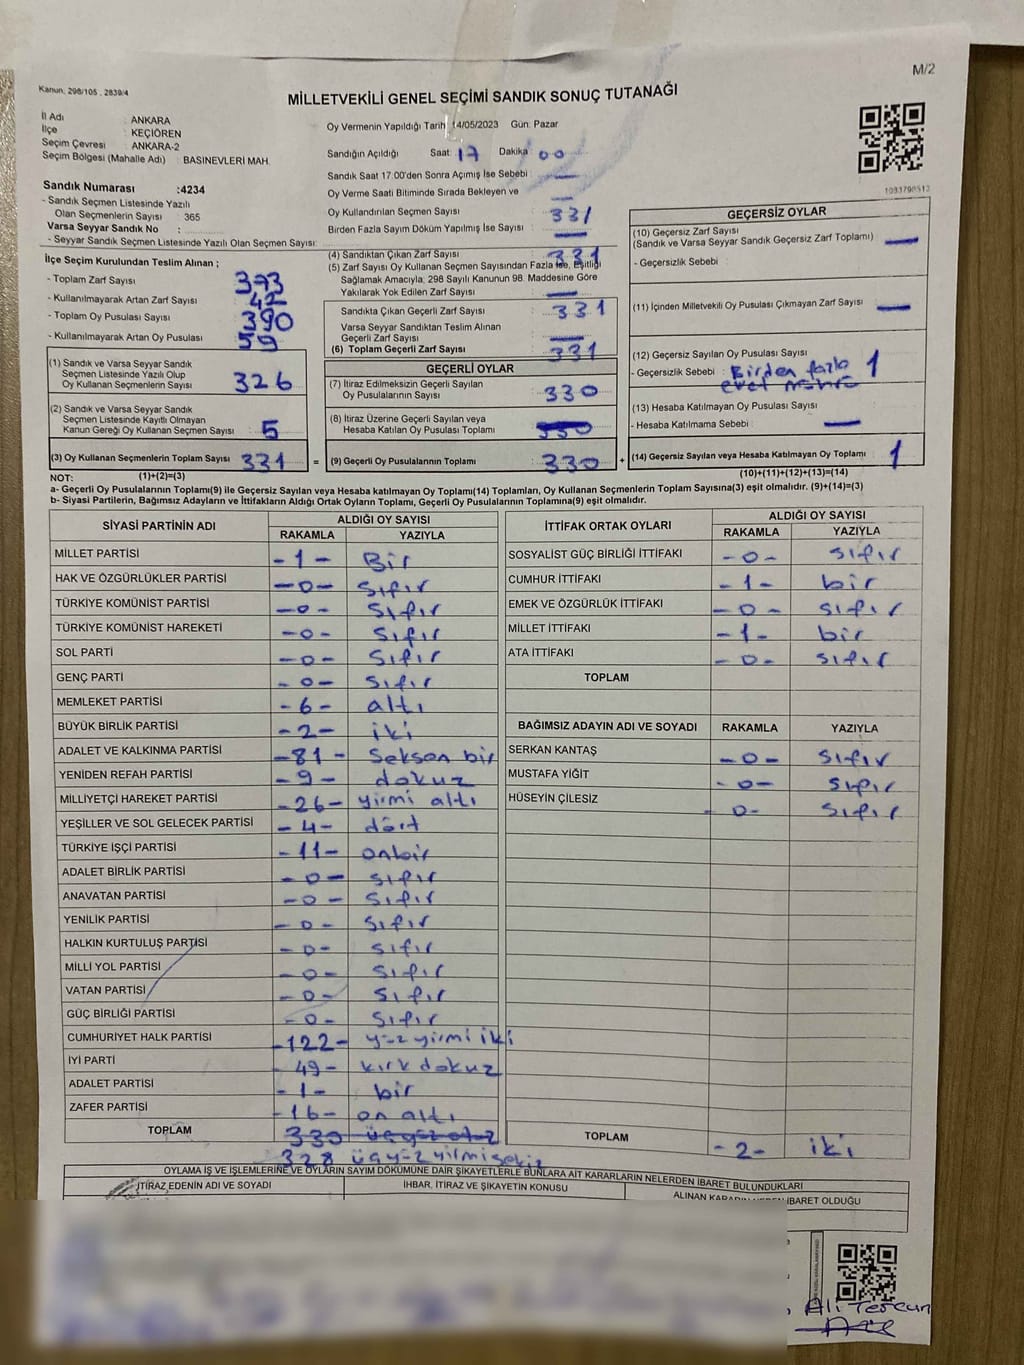 M/2
Kanun, 298/105 , 2839/4
MİLLETVEKİLİ GENEL SEÇİMİ SANDIK SONUÇ TUTANAĞI
İl Adı : ANKARA
İlçe : KEÇİÖREN
Seçim Çevresi : ANKARA-2
Seçim Bölgesi (Mahalle Adı) : BASINEVLERİ MAH.
Sandık Numarası :4234
- Sandık Seçmen Listesinde Yazılı
Olan Seçmenlerin Sayısı : 365
Varsa Seyyar Sandık No :
- Seyyar Sandık Seçmen Listesinde Yazılı Olan Seçmen Sayısı:
Oy Vermenin Yapıldığı Tarih 14/05/2023 Gün: Pazar
Sandığın Açıldığı Saat: 17 Dakika 00
Sandık Saat 17:00'den Sonra Açımış İse Sebebi : —
Oy Verme Saati Bitiminde Sırada Bekleyen ve
Oy Kullandırılan Seçmen Sayısı : 331
Birden Fazla Sayım Döküm Yapılmış İse Sayısı : —
1093798512
İlçe Seçim Kurulundan Teslim Alınan ;
- Toplam Zarf Sayısı : 373
- Kullanılmayarak Artan Zarf Sayısı : 42
- Toplam Oy Pusulası Sayısı : 390
- Kullanılmayarak Artan Oy Pusulası : 59
(1) Sandık ve Varsa Seyyar Sandık
Seçmen Listesinde Yazılı Olup
Oy Kullanan Seçmenlerin Sayısı : 326
(2) Sandık ve Varsa Seyyar Sandık
Seçmen Listesinde Kayıtlı Olmayan
Kanun Gereği Oy Kullanan Seçmen Sayısı : 5
(3) Oy Kullanan Seçmenlerin Toplam Sayısı : 331 =
(4) Sandıktan Çıkan Zarf Sayısı : 331
(5) Zarf Sayısı Oy Kullanan Seçmen Sayısından Fazla ise, Eşitliği
Sağlamak Amacıyla, 298 Sayılı Kanunun 98. Maddesine Göre
Yakılarak Yok Edilen Zarf Sayısı : —
Sandıkta Çıkan Geçerli Zarf Sayısı : 331
Varsa Seyyar Sandıktan Teslim Alınan
Geçerli Zarf Sayısı : —
(6) Toplam Geçerli Zarf Sayısı : 331
GEÇERLİ OYLAR
(7) İtiraz Edilmeksizin Geçerli Sayılan
Oy Pusulalarının Sayısı : 330
(8) İtiraz Üzerine Geçerli Sayılan veya
Hesaba Katılan Oy Pusulası Toplamı : 330
(9) Geçerli Oy Pusulalarının Toplamı : 330 +
GEÇERSİZ OYLAR
(10) Geçersiz Zarf Sayısı
(Sandık ve Varsa Seyyar Sandık Geçersiz Zarf Toplamı) : —
- Geçersizlik Sebebi :
(11) İçinden Milletvekili Oy Pusulası Çıkmayan Zarf Sayısı : —
(12) Geçersiz Sayılan Oy Pusulası Sayısı : 1
- Geçersizlik Sebebi : Birden fazla
evet mührü
(13) Hesaba Katılmayan Oy Pusulası Sayısı :
- Hesaba Katılmama Sebebi : —
(14) Geçersiz Sayılan veya Hesaba Katılmayan Oy Toplamı : 1
NOT: (1)+(2)=(3) (10)+(11)+(12)+(13)=(14)
a- Geçerli Oy Pusulalarının Toplamı(9) ile Geçersiz Sayılan veya Hesaba katılmayan Oy Toplamı(14) Toplamları, Oy Kullanan Seçmenlerin Toplam Sayısına(3) eşit olmalıdır. (9)+(14)=(3)
b- Siyasi Partilerin, Bağımsız Adayların ve İttifakların Aldığı Ortak Oyların Toplamı, Geçerli Oy Pusulalarının Toplamına(9) eşit olmalıdır.
SİYASİ PARTİNİN ADI ALDIĞI OY SAYISI
RAKAMLA YAZIYLA
MİLLET PARTİSİ -1- Bir
HAK VE ÖZGÜRLÜKLER PARTİSİ -0- sıfır
TÜRKİYE KOMÜNİST PARTİSİ -0- sıfır
TÜRKİYE KOMÜNİST HAREKETİ -0- sıfır
SOL PARTİ -0- sıfır
GENÇ PARTİ -0- sıfır
MEMLEKET PARTİSİ -6- altı
BÜYÜK BİRLİK PARTİSİ -2- iki
ADALET VE KALKINMA PARTİSİ -81- Seksen bir
YENİDEN REFAH PARTİSİ -9- dokuz
MİLLİYETÇİ HAREKET PARTİSİ -26- yirmi altı
YEŞİLLER VE SOL GELECEK PARTİSİ -4- dört
TÜRKİYE İŞÇİ PARTİSİ -11- onbir
ADALET BİRLİK PARTİSİ -0- sıfır
ANAVATAN PARTİSİ -0- sıfır
YENİLİK PARTİSİ -0- sıfır
HALKIN KURTULUŞ PARTİSİ -0- sıfır
MİLLİ YOL PARTİSİ -0- sıfır
VATAN PARTİSİ -0- sıfır
GÜÇ BİRLİĞİ PARTİSİ -0- sıfır
CUMHURİYET HALK PARTİSİ -122- yüz yirmi iki
İYİ PARTİ -49- kırk dokuz
ADALET PARTİSİ -1- bir
ZAFER PARTİSİ -16- on altı
TOPLAM 330 üçyüz otuz
328 üçyüz yirmisekiz
İTTİFAK ORTAK OYLARI ALDIĞI OY SAYISI
RAKAMLA YAZIYLA
SOSYALİST GÜÇ BİRLİĞİ İTTİFAKI -0- sıfır
CUMHUR İTTİFAKI -1- bir
EMEK VE ÖZGÜRLÜK İTTİFAKI -0- sıfır
MİLLET İTTİFAKI -1- bir
ATA İTTİFAKI -0- sıfır
TOPLAM
BAĞIMSIZ ADAYIN ADI VE SOYADI RAKAMLA YAZIYLA
SERKAN KANTAŞ -0- sıfır
MUSTAFA YİĞİT -0- sıfır
HÜSEYİN ÇİLESİZ -0- sıfır
TOPLAM -2- iki
OYLAMA İŞ VE İŞLEMLERİNE VE OYLARIN SAYIM DÖKÜMÜNE DAİR ŞİKAYETLERLE BUNLARA AİT KARARLARIN NELERDEN İBARET BULUNDUKLARI
İTİRAZ EDENİN ADI VE SOYADI İHBAR, İTİRAZ VE ŞİKAYETİN KONUSU ALINAN KARARIN NEDEN İBARET OLDUĞU
Ali Tercun